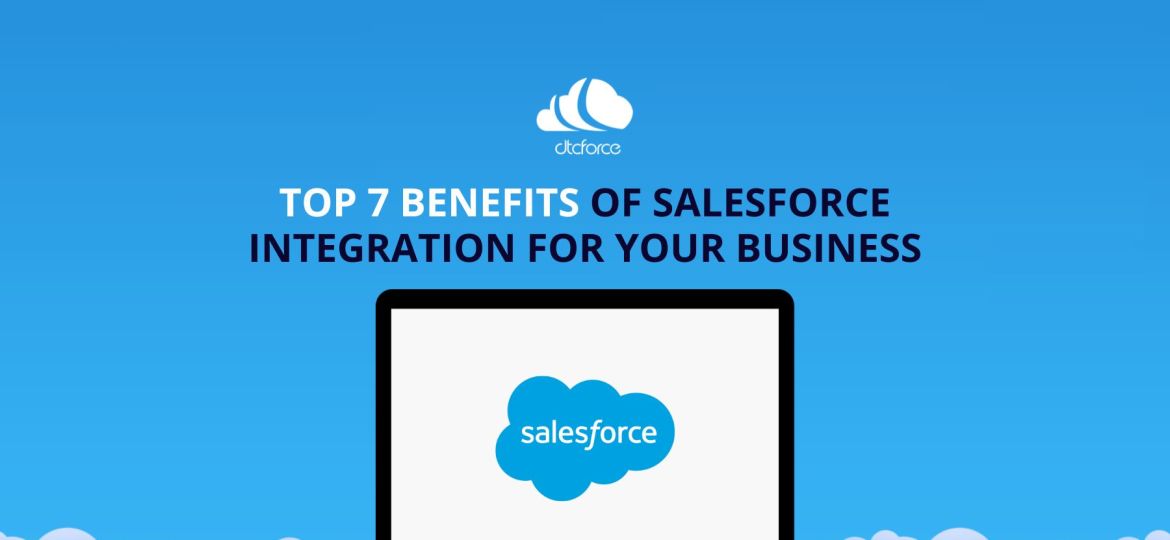 dtcforce
TOP 7 BENEFITS OF SALESFORCE
INTEGRATION FOR YOUR BUSINESS
salesforce